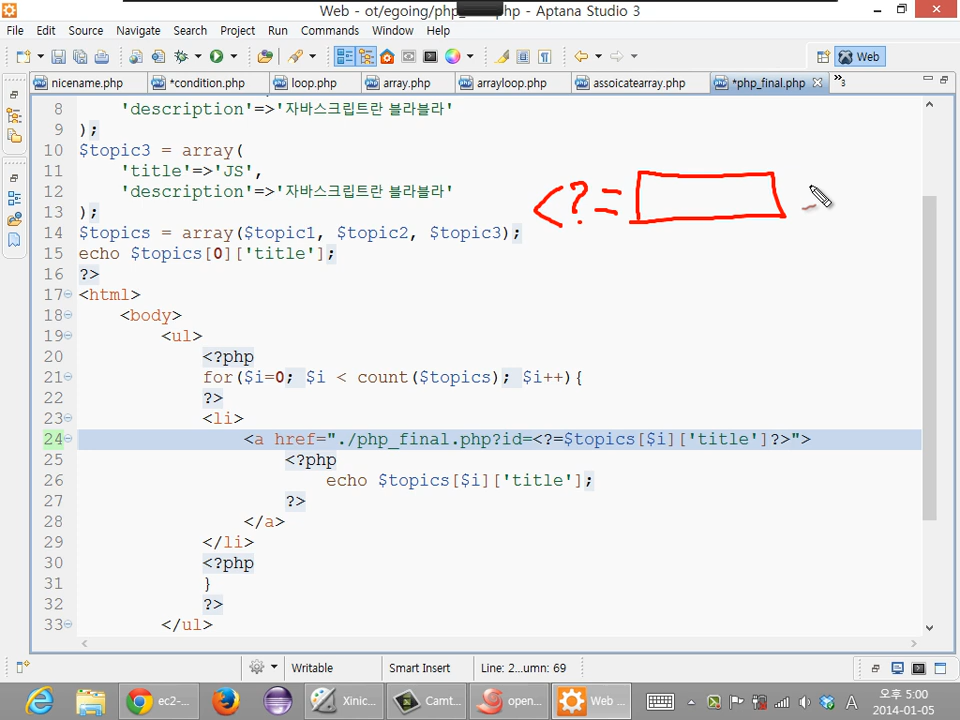 Web - ot/egoing/php_ .php - Aptana Studio 3
File Edit Source Navigate Search Project Run Commands Window Help
Web
nicename.php *condition.php loop.php array.php arrayloop.php assoicatearray.php *php_final.php »3
8 'description'=>'자바스크립트란 블라블라'
9 );
10 $topic3 = array(
11 'title'=>'JS',
12 'description'=>'자바스크립트란 블라블라'
13 );
14 $topics = array($topic1, $topic2, $topic3);
15 echo $topics[0]['title'];
16 ?>
17 <html>
18 <body>
19 <ul>
20 <?php
21 for($i=0; $i < count($topics); $i++){
22 ?>
23 <li>
24 <a href="./php_final.php?id=<?=$topics[$i]['title']?>">
25 <?php
26 echo $topics[$i]['title'];
27 ?>
28 </a>
29 </li>
30 <?php
31 }
32 ?>
33 </ul>
<?=
Writable Smart Insert Line: 2...umn: 69
ec2-... Xinic... Camt... open... Web ... A 오후 5:00
2014-01-05